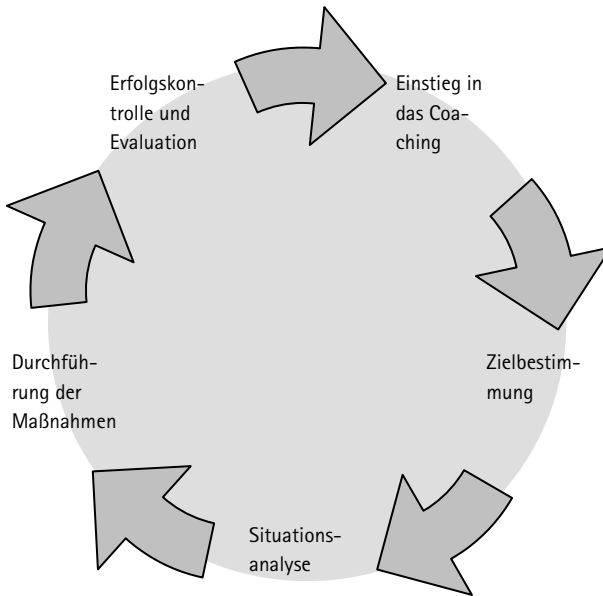 Einstieg in
das Coa-
ching
Zielbestim-
mung
Situations-
analyse
Durchfüh-
rung der
Maßnahmen
Erfolgskon-
trolle und
Evaluation